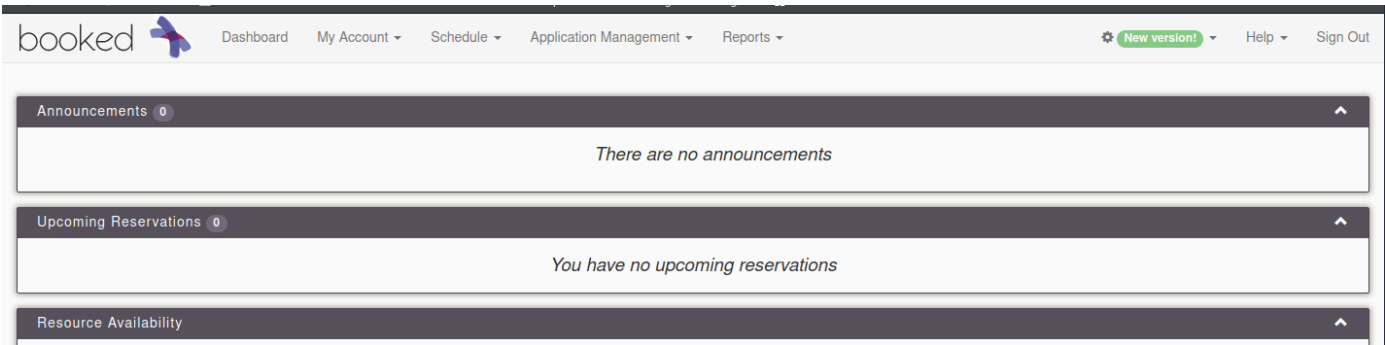 booked Dashboard My Account Schedule Application Management Reports New version! Help Sign Out
Announcements 0
There are no announcements
Upcoming Reservations 0
You have no upcoming reservations
Resource Availability